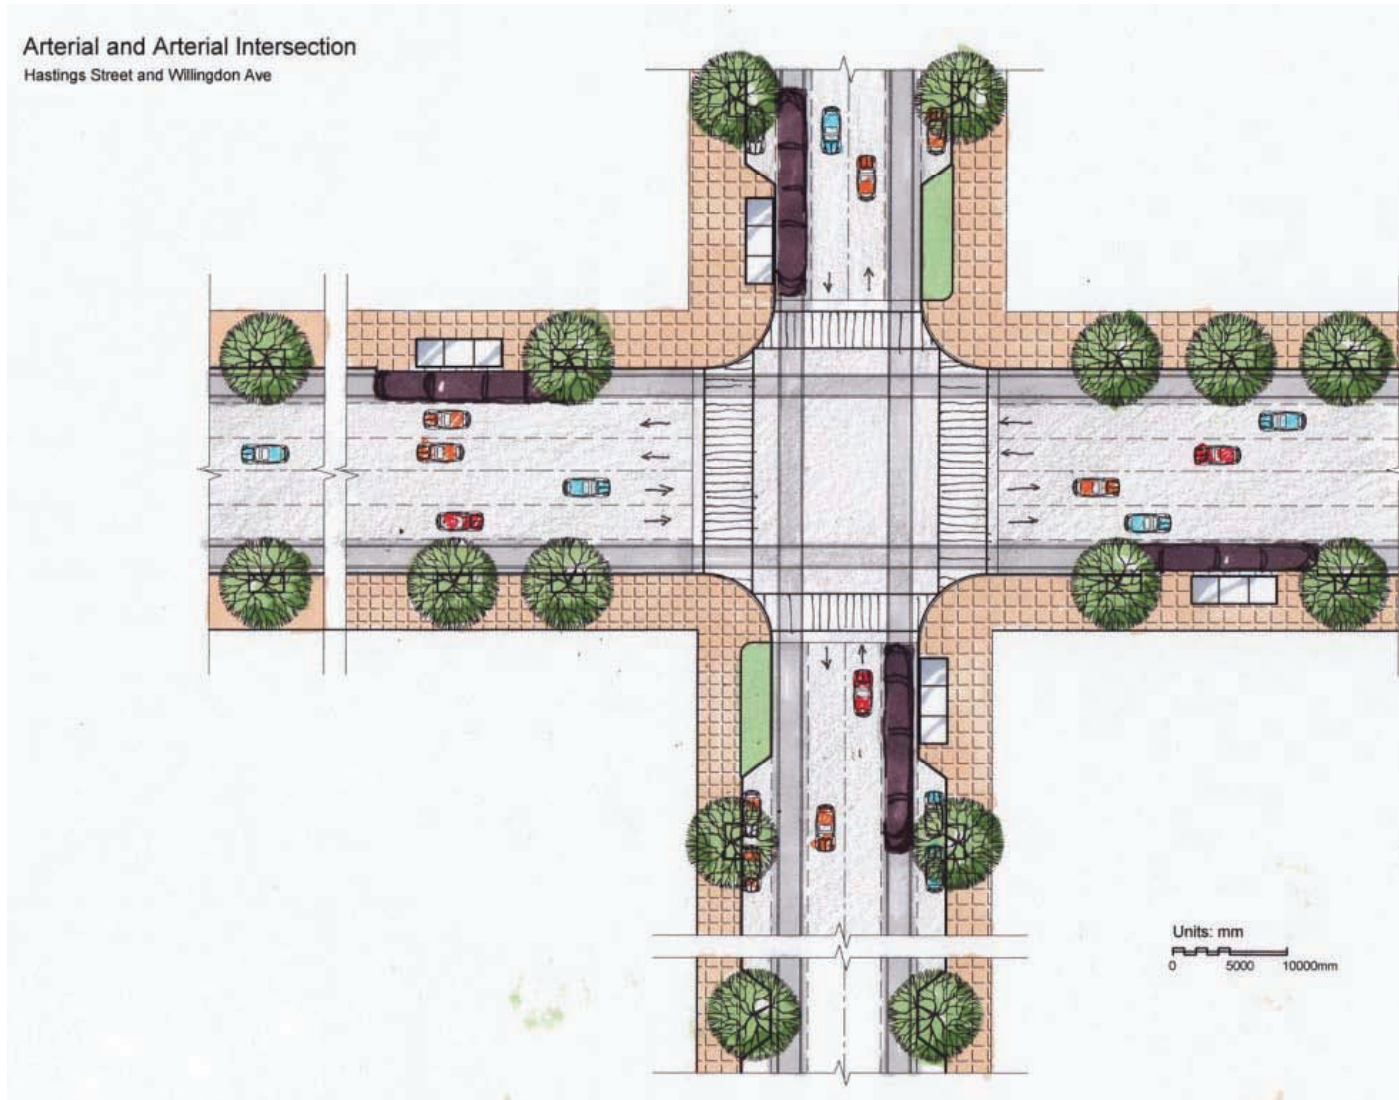 Arterial and Arterial Intersection
Hastings Street and Willingdon Ave
Units: mm
0 5000 10000mm